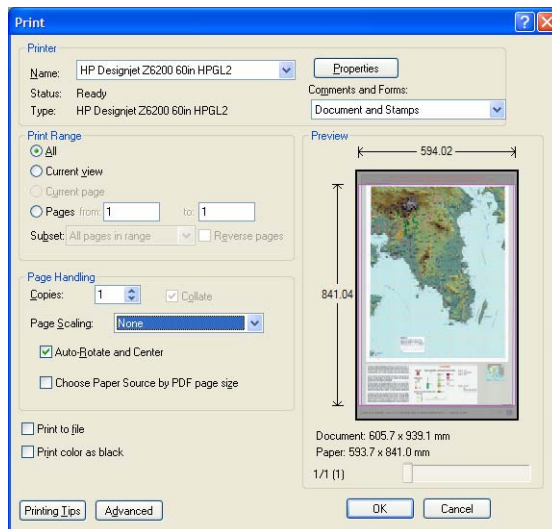 Print
Printer
Name: HP Designjet Z6200 60in HPGL2 Properties
Status: Ready Comments and Forms:
Type: HP Designjet Z6200 60in HPGL2 Document and Stamps
Print Range
All
Current view
Current page
Pages from: 1 to: 1
Subset: All pages in range Reverse pages
Page Handling
Copies: 1 Collate
Page Scaling: None
Auto-Rotate and Center
Choose Paper Source by PDF page size
Print to file
Print color as black
Preview
594.02
841.04
Document: 605.7 x 939.1 mm
Paper: 593.7 x 841.0 mm
1/1 (1)
Printing Tips Advanced OK Cancel